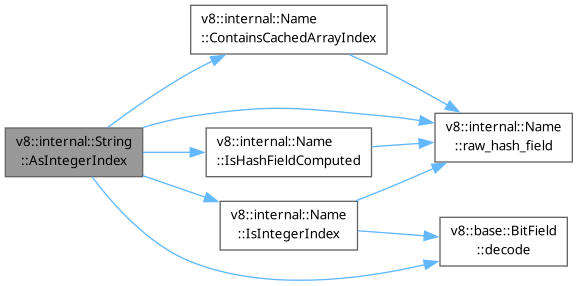 v8::internal::Name
::ContainsCachedArrayIndex
v8::internal::String
::AsIntegerIndex
v8::internal::Name
::IsHashFieldComputed
v8::internal::Name
::raw_hash_field
v8::internal::Name
::IsIntegerIndex
v8::base::BitField
::decode